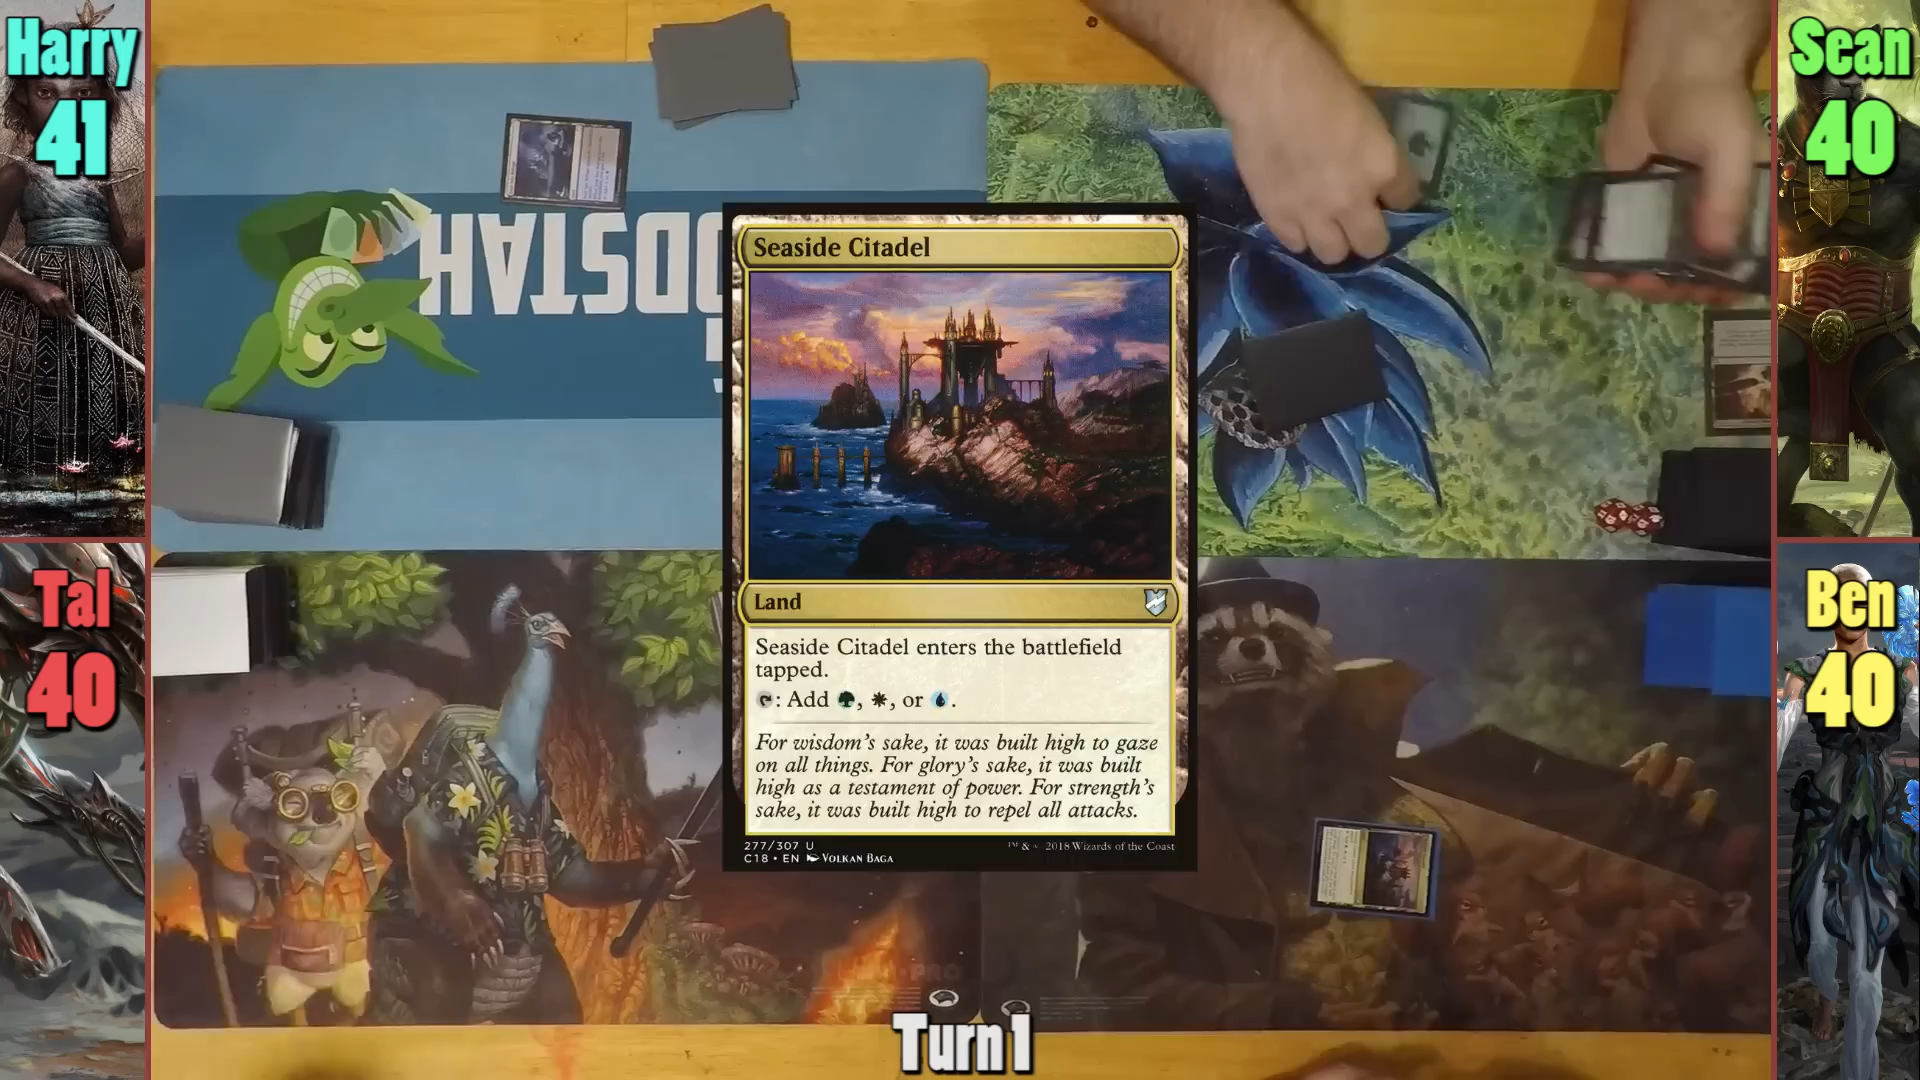 Harry
41
Sean
40
Tal
40
Ben
40
Seaside Citadel
Land
Seaside Citadel enters the battlefield
tapped.
: Add , , or .
For wisdom's sake, it was built high to gaze
on all things. For glory's sake, it was built
high as a testament of power. For strength's
sake, it was built high to repel all attacks.
277/307 U
C18 • EN VOLKAN BAGA
™ & © 2018 Wizards of the Coast
Turn 1